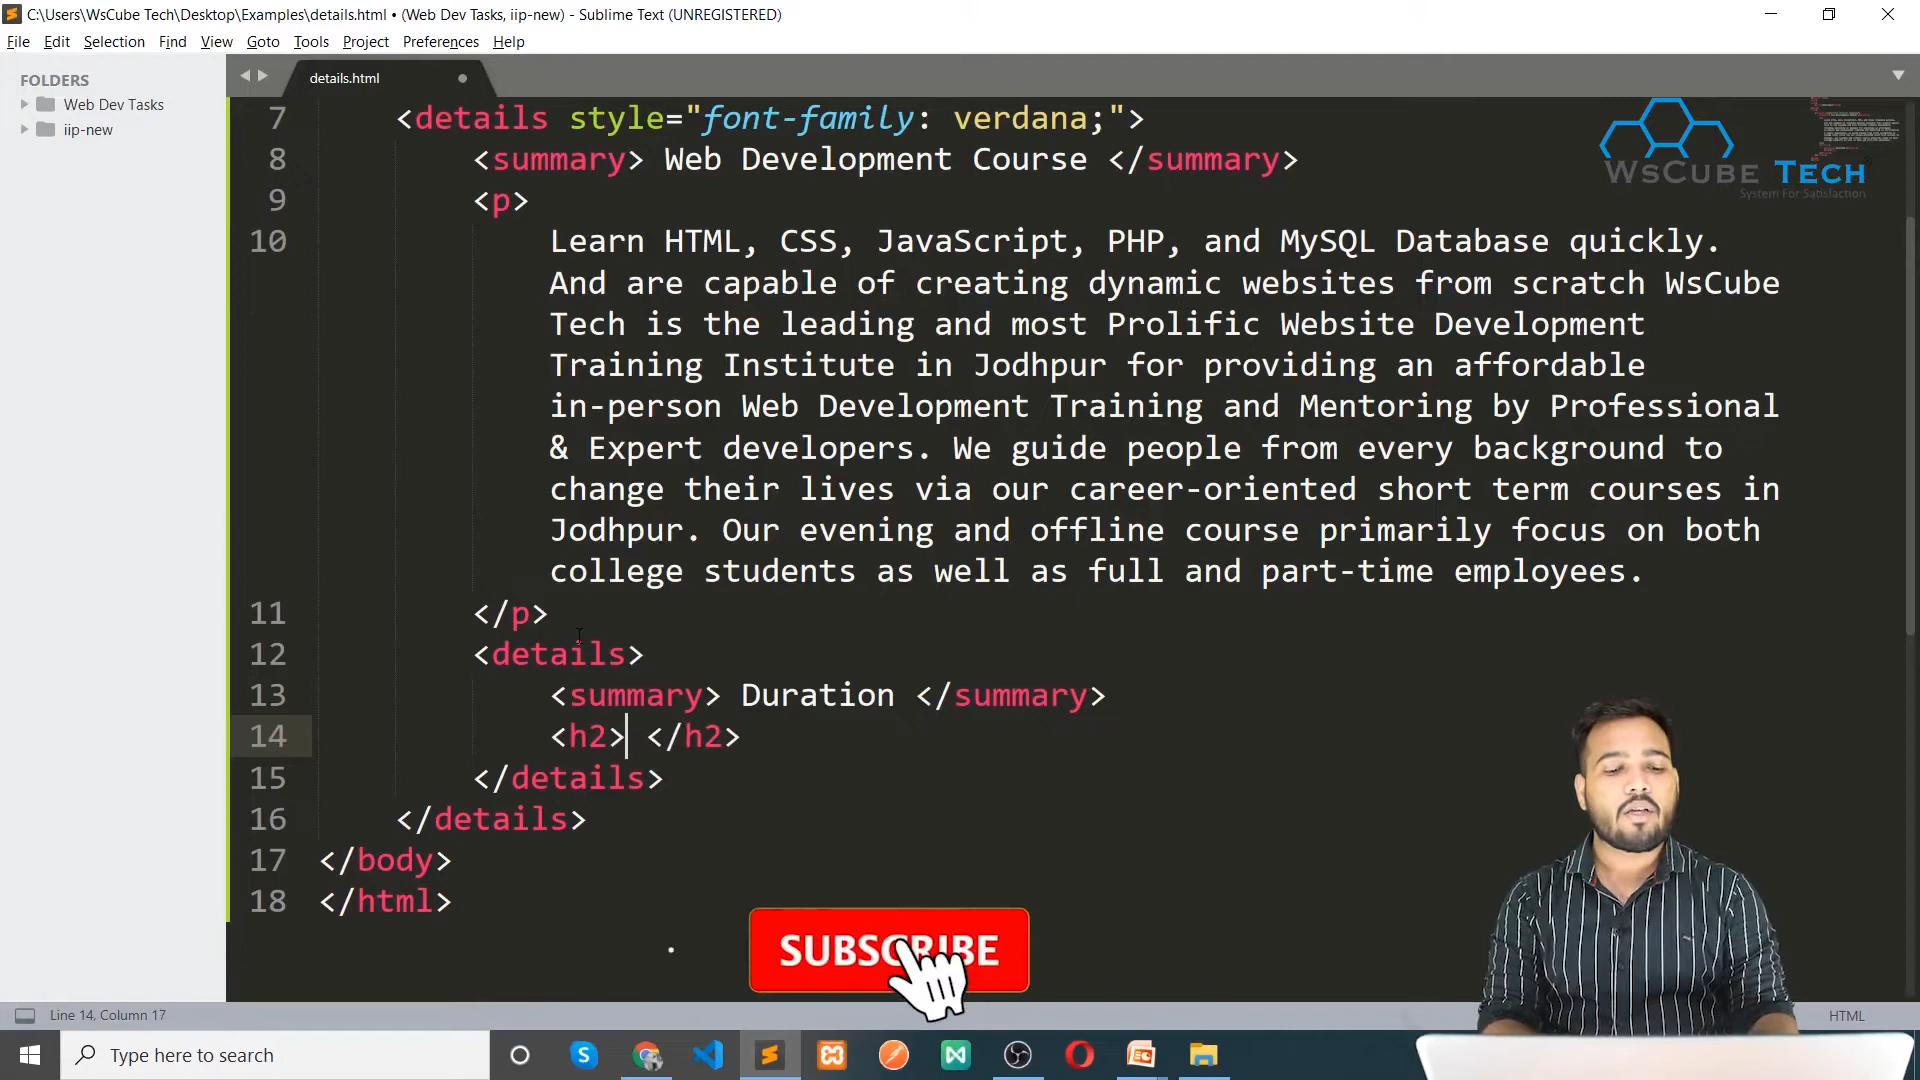 C:\Users\WsCube Tech\Desktop\Examples\details.html • (Web Dev Tasks, iip-new) - Sublime Text (UNREGISTERED)
File Edit Selection Find View Goto Tools Project Preferences Help
FOLDERS
Web Dev Tasks
iip-new
details.html
7 <details style="font-family: verdana;">
8 <summary> Web Development Course </summary>
9 <p>
10 Learn HTML, CSS, JavaScript, PHP, and MySQL Database quickly.
And are capable of creating dynamic websites from scratch WsCube
Tech is the leading and most Prolific Website Development
Training Institute in Jodhpur for providing an affordable
in-person Web Development Training and Mentoring by Professional
& Expert developers. We guide people from every background to
change their lives via our career-oriented short term courses in
Jodhpur. Our evening and offline course primarily focus on both
college students as well as full and part-time employees.
11 </p>
12 <details>
13 <summary> Duration </summary>
14 <h2> </h2>
15 </details>
16 </details>
17 </body>
18 </html>
WsCube Tech
System For Satisfaction
SUBSCRIBE
Line 14, Column 17
HTML
Type here to search